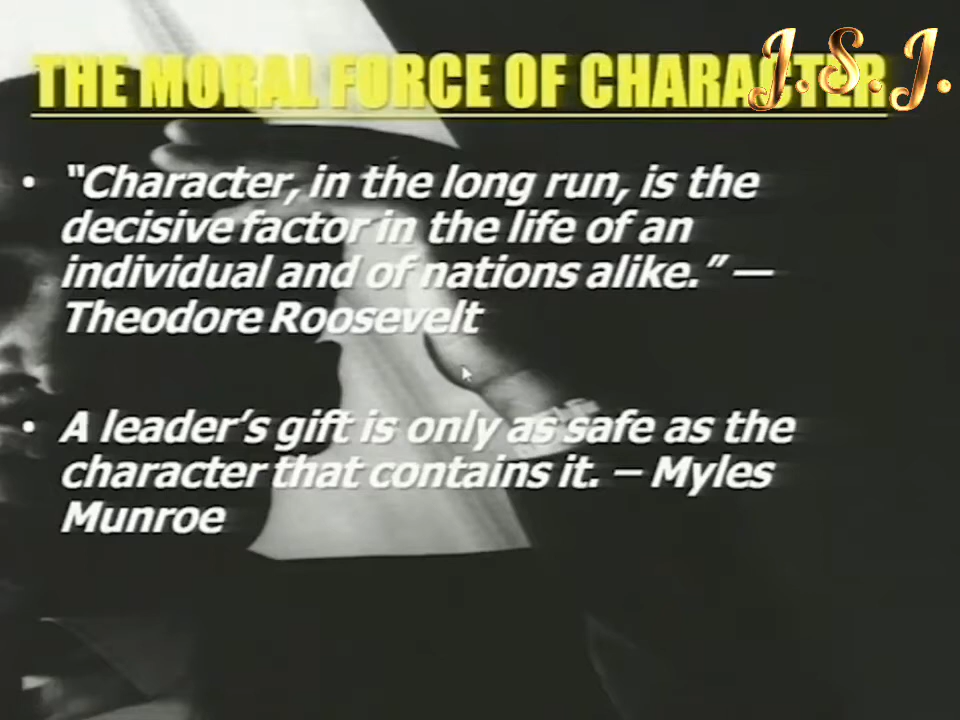 THE MORAL FORCE OF CHARACTER
J.S.J.
• “Character, in the long run, is the
decisive factor in the life of an
individual and of nations alike.” —
Theodore Roosevelt
• A leader’s gift is only as safe as the
character that contains it. – Myles
Munroe